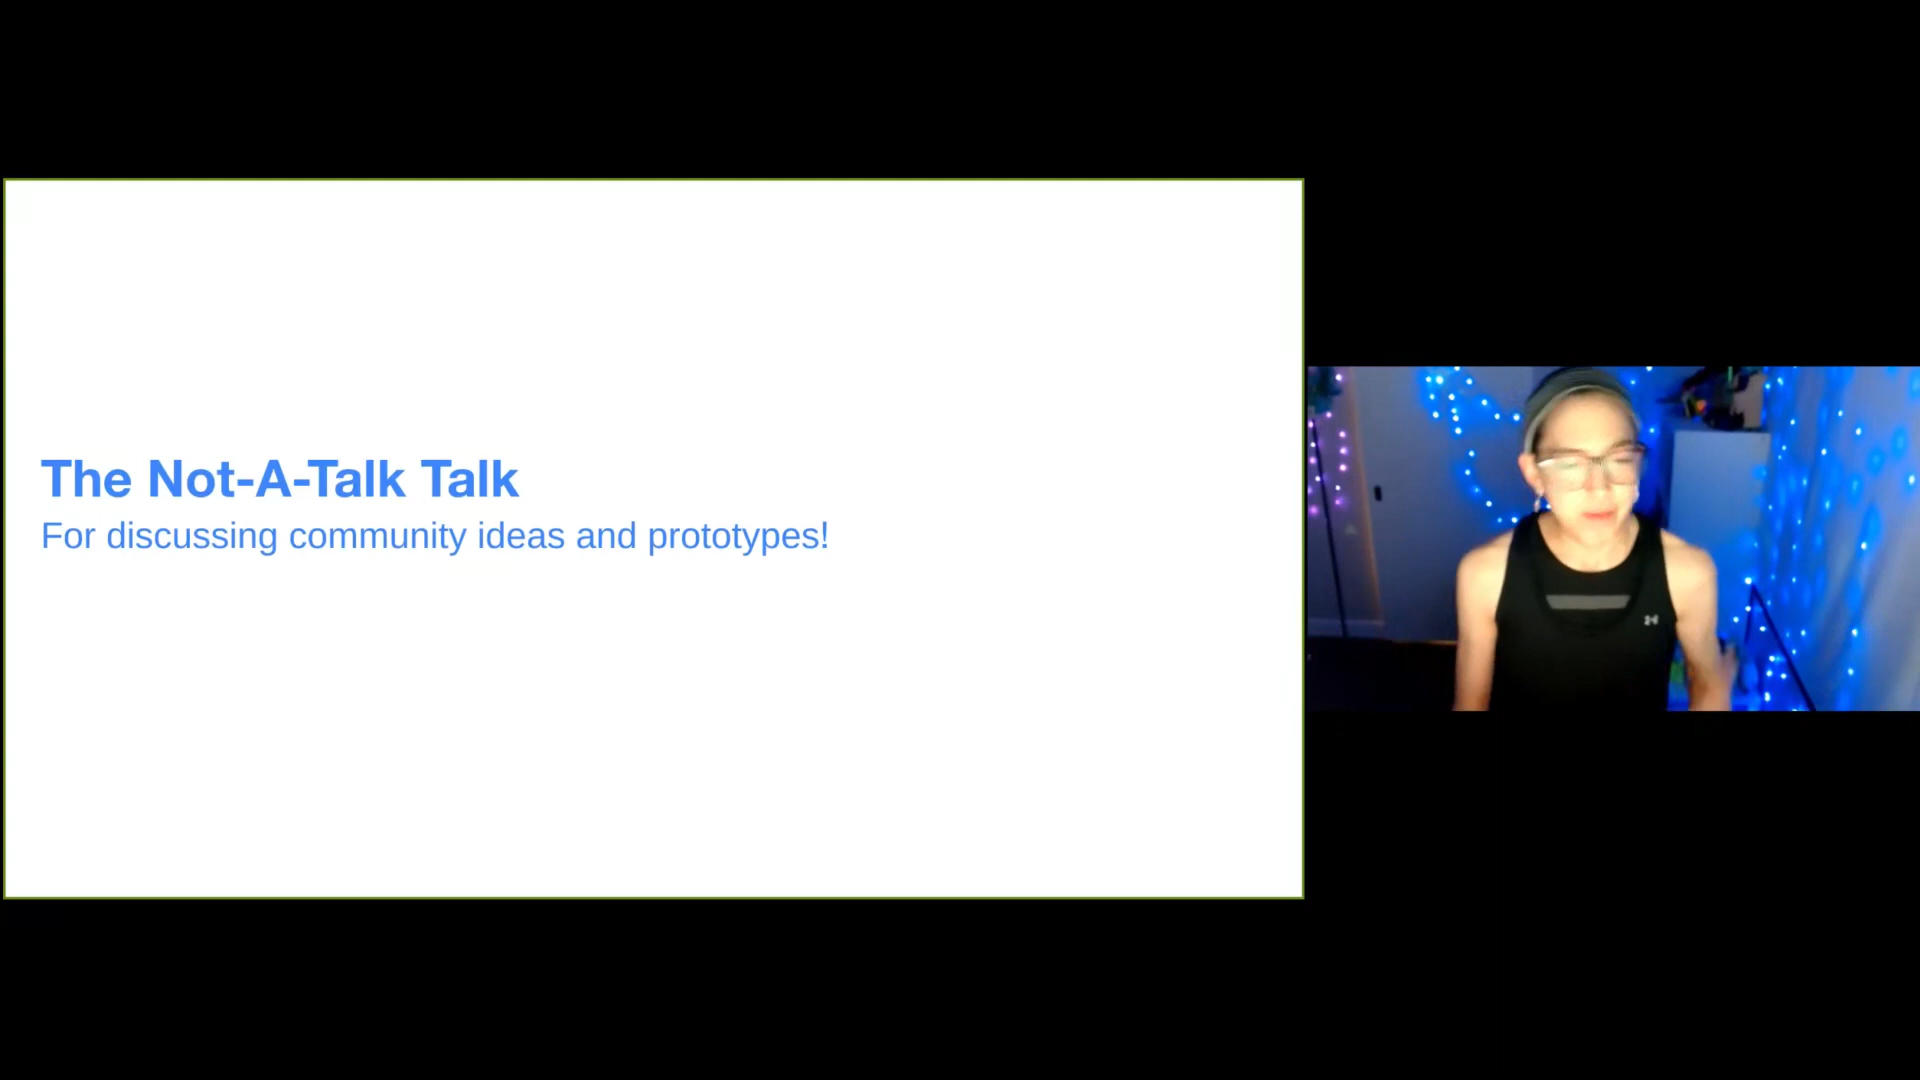 The Not-A-Talk Talk
For discussing community ideas and prototypes!